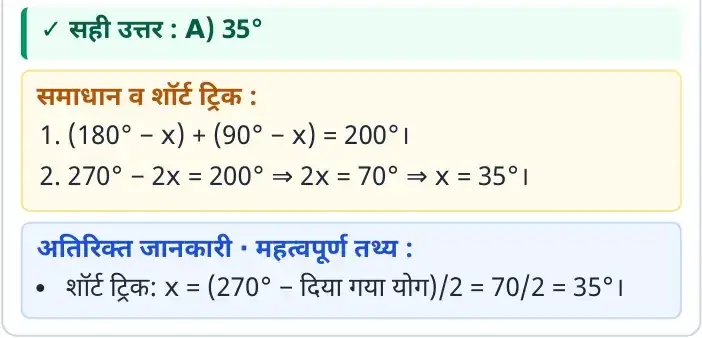 ✓ सही उत्तर : A) 35°
समाधान व शॉर्ट ट्रिक :
1. (180° − x) + (90° − x) = 200°।
2. 270° − 2x = 200° ⇒ 2x = 70° ⇒ x = 35°।
अतिरिक्त जानकारी · महत्वपूर्ण तथ्य :
• शॉर्ट ट्रिक: x = (270° − दिया गया योग)/2 = 70/2 = 35°।